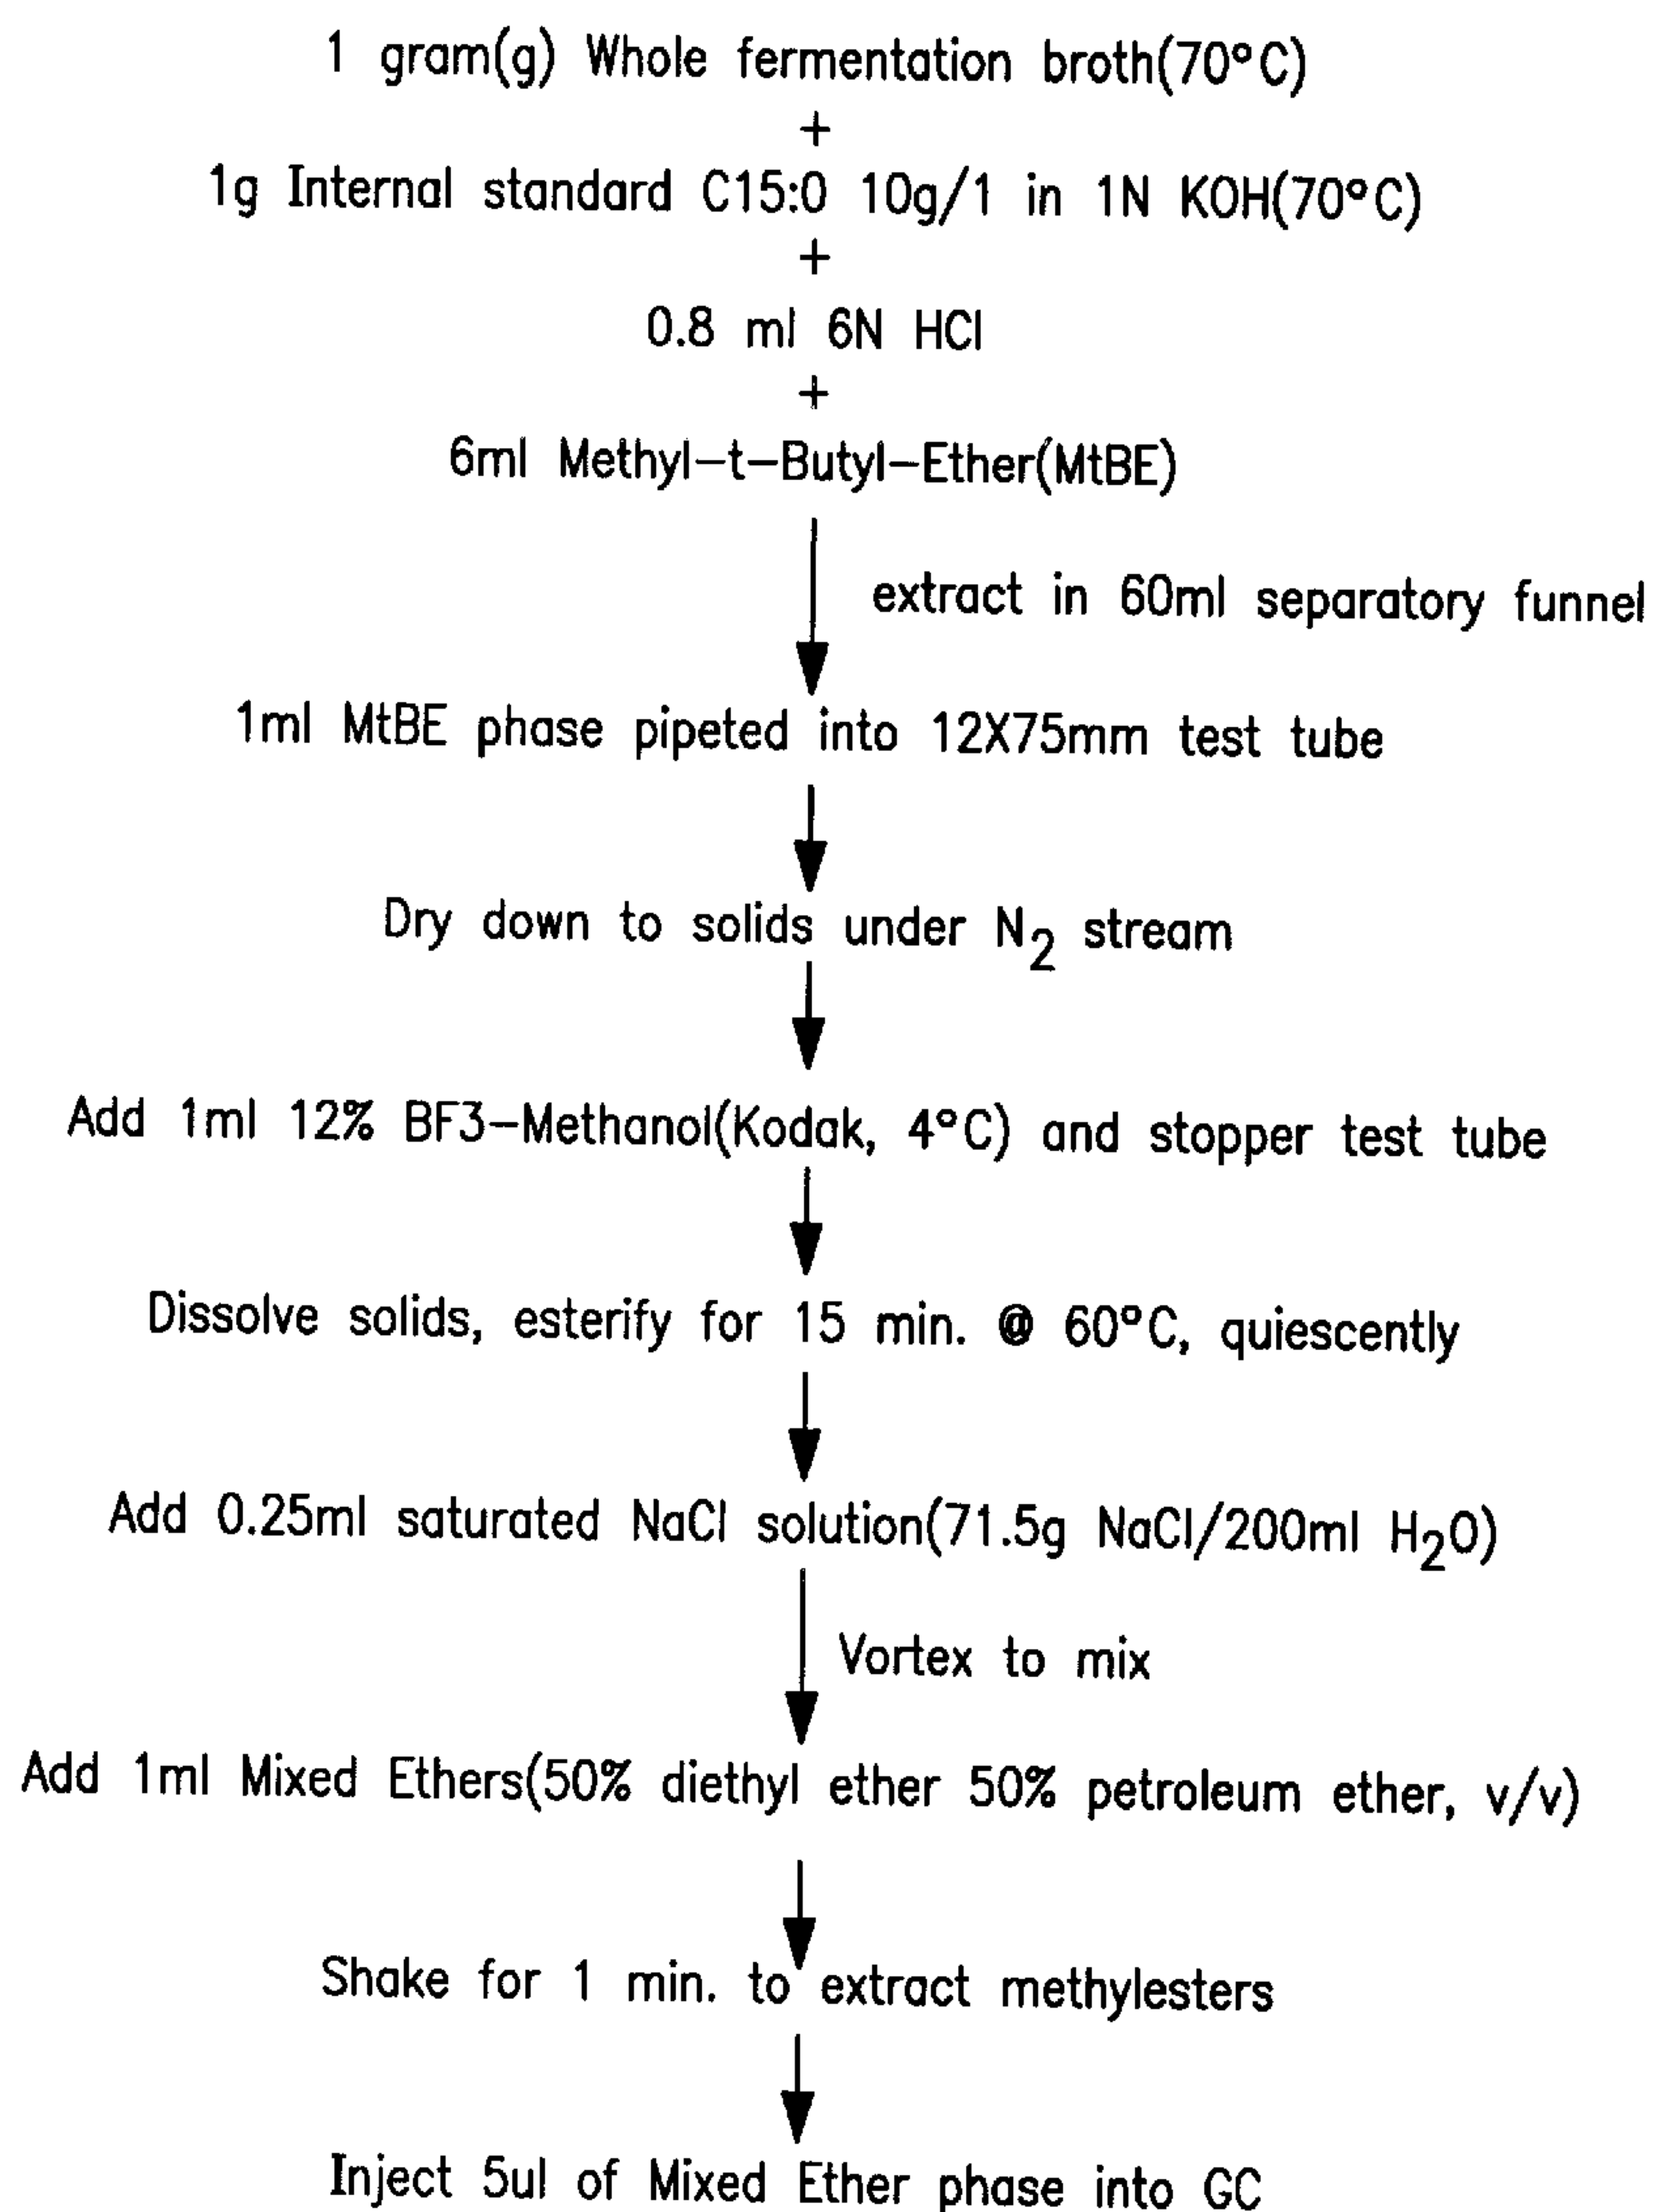 1 gram(g) Whole fermentation broth(70°C)
+
1g Internal standard C15:0 10g/1 in 1N KOH(70°C)
+
0.8 ml 6N HCl
+
6ml Methyl-t-Butyl-Ether(MtBE)
extract in 60ml separatory funnel
1ml MtBE phase pipeted into 12X75mm test tube
Dry down to solids under N₂ stream
Add 1ml 12% BF3-Methanol(Kodak, 4°C) and stopper test tube
Dissolve solids, esterify for 15 min. @ 60°C, quiescently
Add 0.25ml saturated NaCl solution(71.5g NaCl/200ml H₂O)
Vortex to mix
Add 1ml Mixed Ethers(50% diethyl ether 50% petroleum ether, v/v)
Shake for 1 min. to extract methylesters
Inject 5ul of Mixed Ether phase into GC